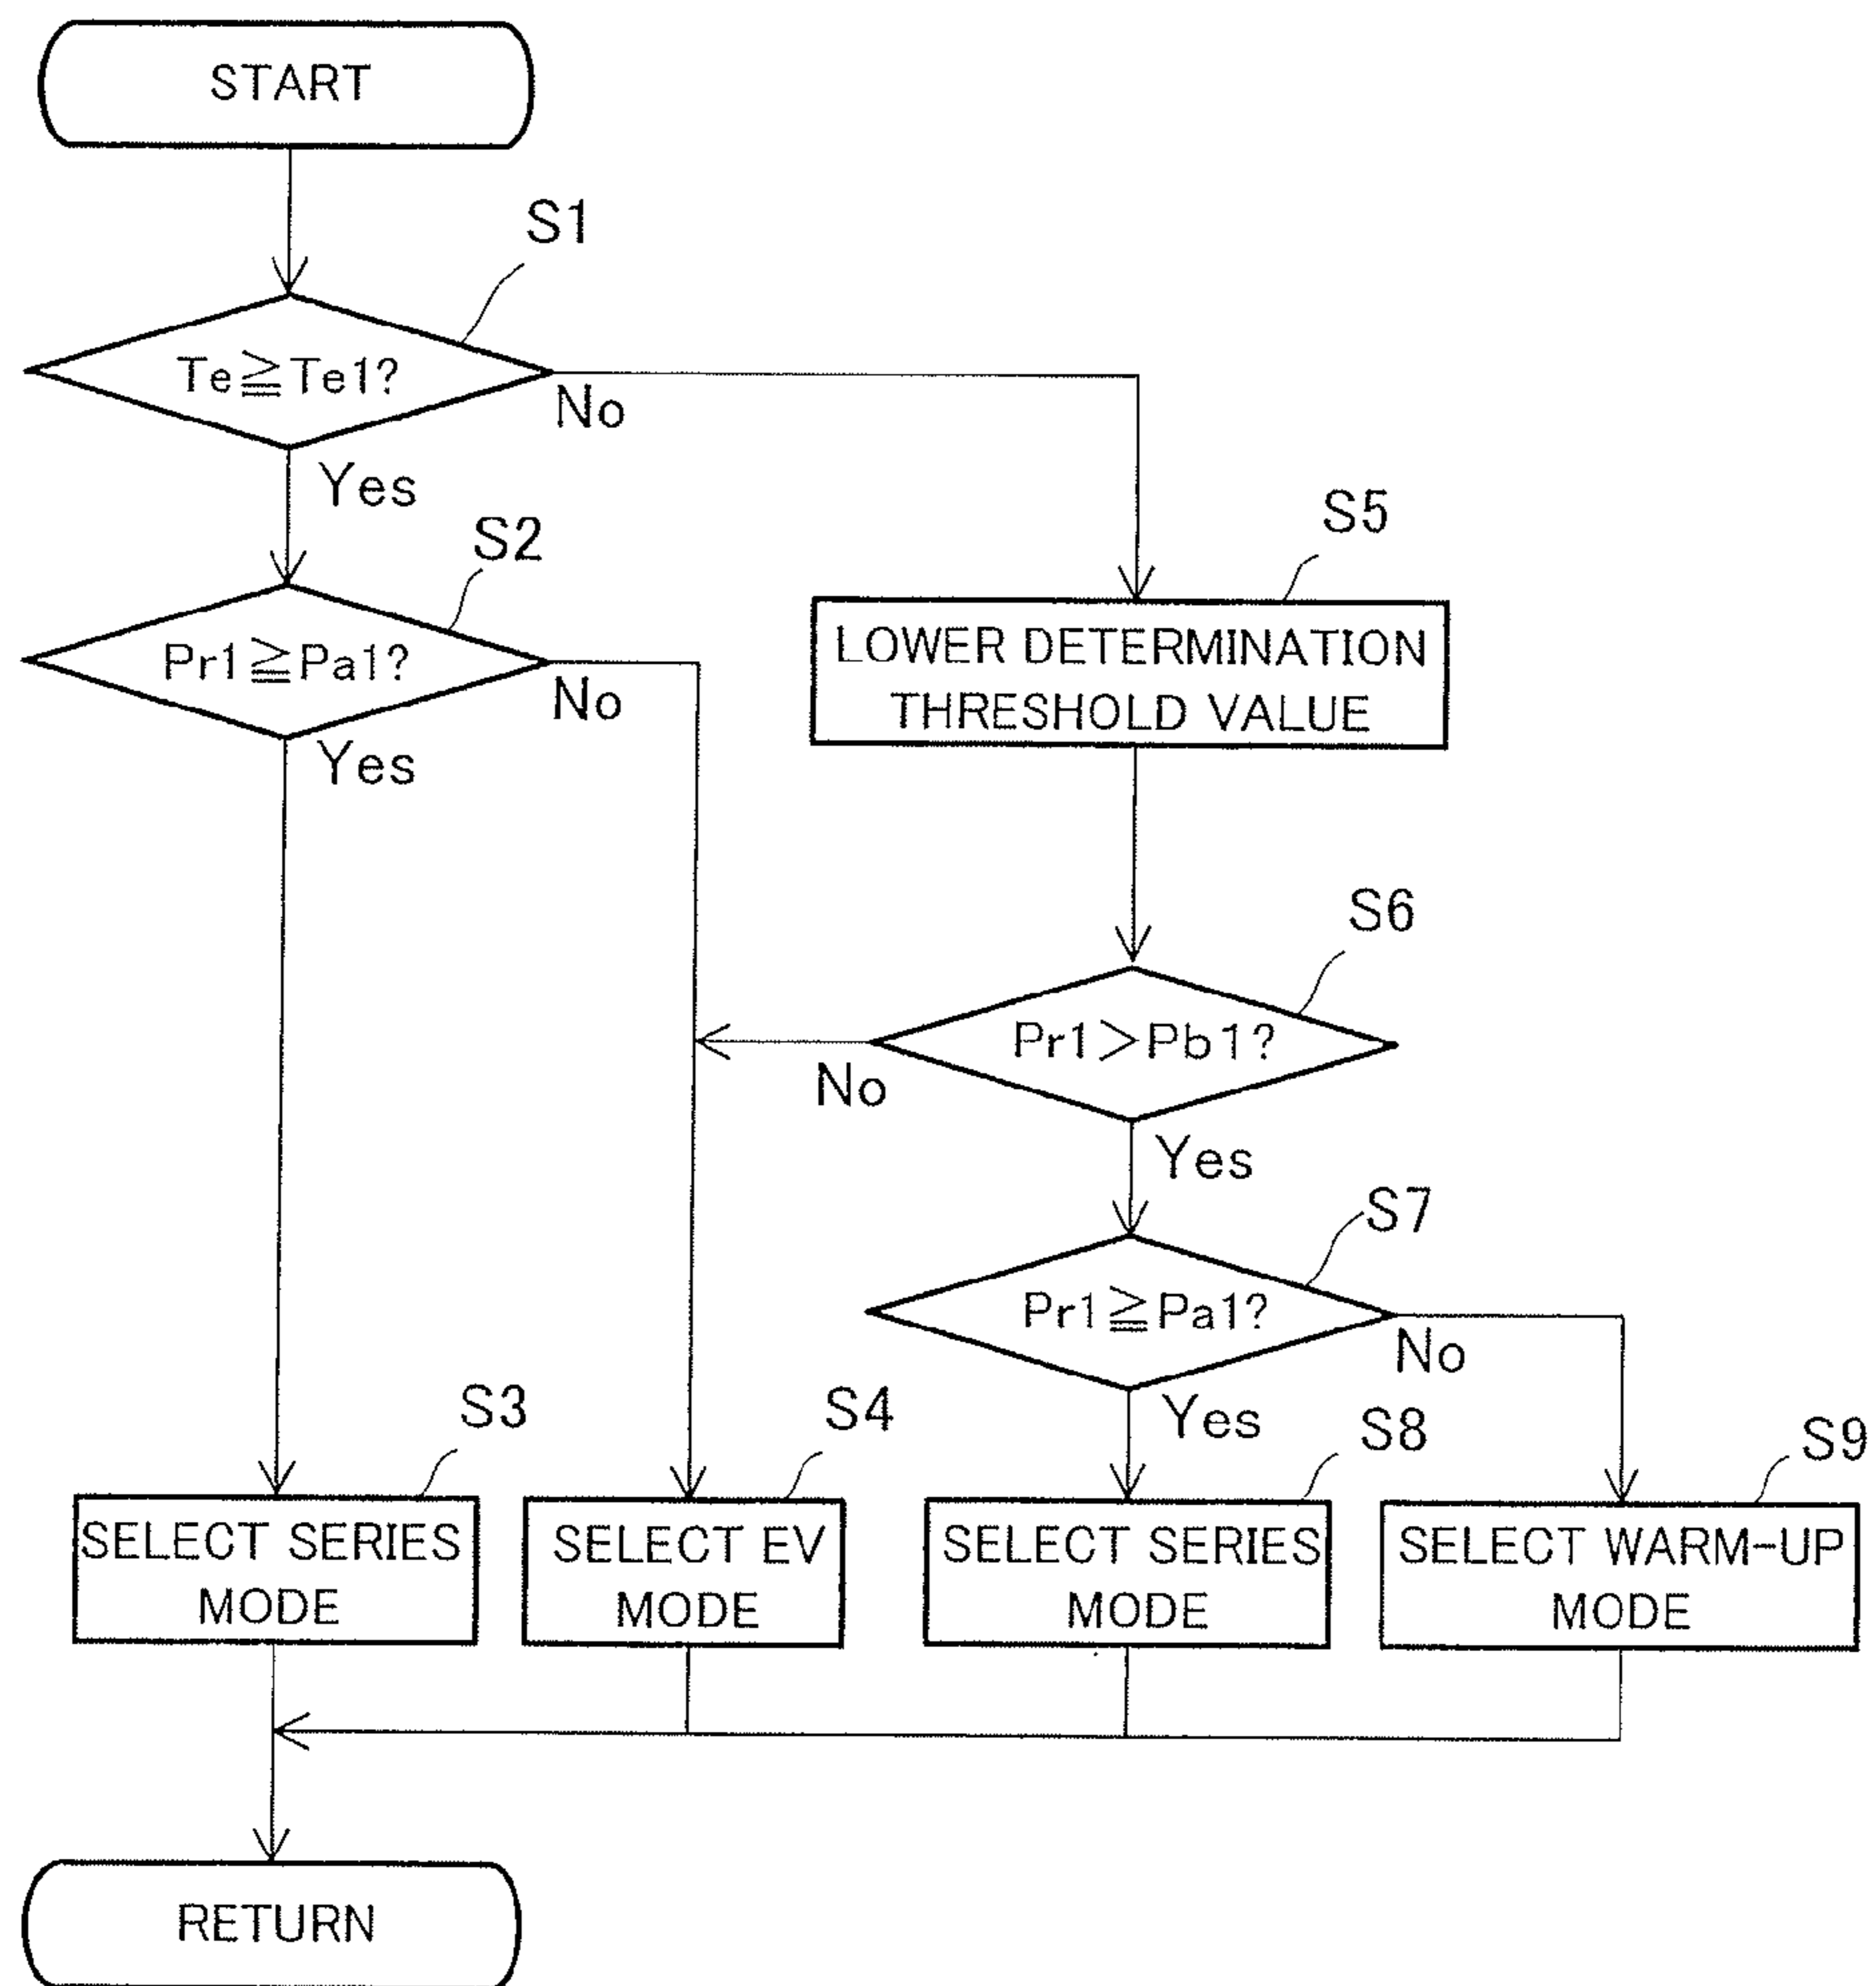 START
S1
Te≧Te1?
No
Yes
S2
Pr1≧Pa1?
No
Yes
S5
LOWER DETERMINATION
THRESHOLD VALUE
S6
Pr1>Pb1?
No
Yes
S7
Pr1≧Pa1?
No
Yes
S3
SELECT SERIES
MODE
S4
SELECT EV
MODE
S8
SELECT SERIES
MODE
S9
SELECT WARM-UP
MODE
RETURN